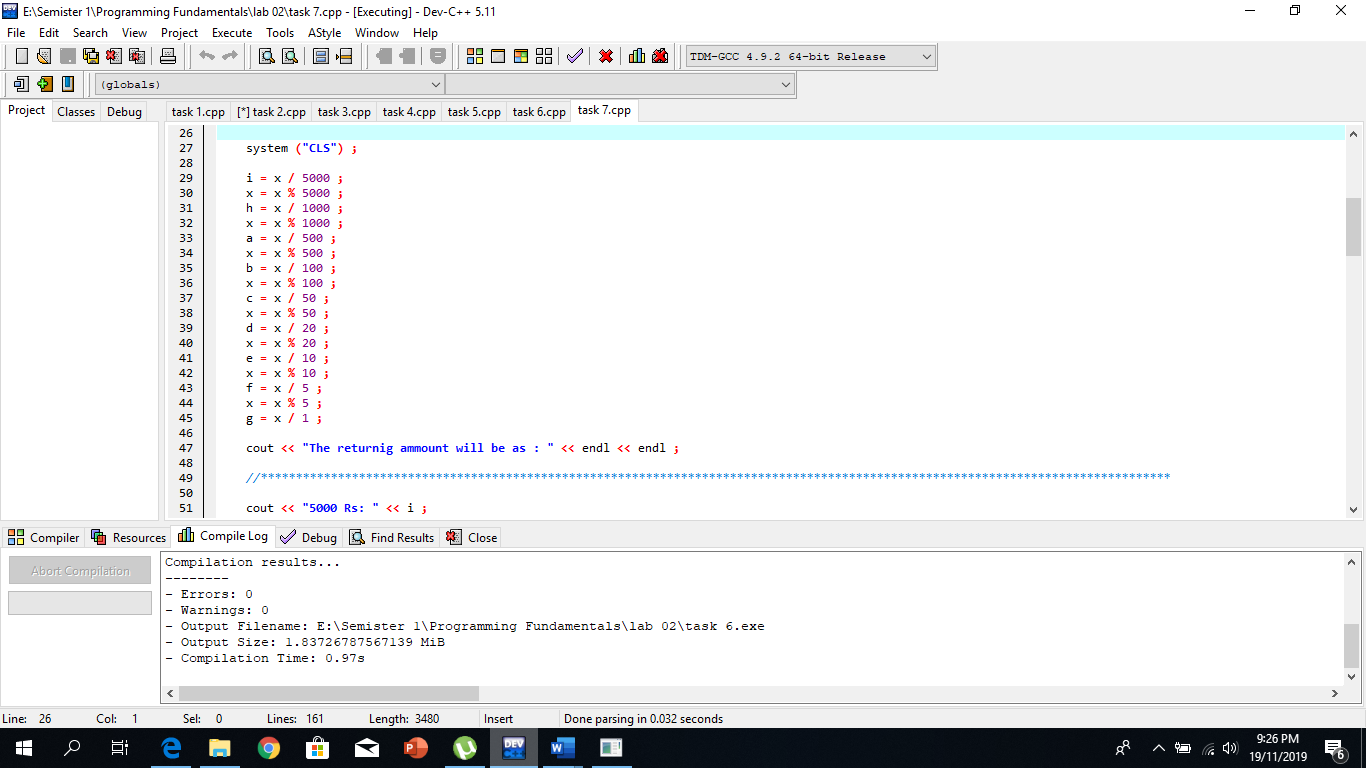 E:\Semister 1\Programming Fundamentals\lab 02\task 7.cpp - [Executing] - Dev-C++ 5.11
File Edit Search View Project Execute Tools AStyle Window Help
TDM-GCC 4.9.2 64-bit Release
(globals)
Project Classes Debug
task 1.cpp [*] task 2.cpp task 3.cpp task 4.cpp task 5.cpp task 6.cpp task 7.cpp
26
27 system ("CLS") ;
28
29 i = x / 5000 ;
30 x = x % 5000 ;
31 h = x / 1000 ;
32 x = x % 1000 ;
33 a = x / 500 ;
34 x = x % 500 ;
35 b = x / 100 ;
36 x = x % 100 ;
37 c = x / 50 ;
38 x = x % 50 ;
39 d = x / 20 ;
40 x = x % 20 ;
41 e = x / 10 ;
42 x = x % 10 ;
43 f = x / 5 ;
44 x = x % 5 ;
45 g = x / 1 ;
46
47 cout << "The returnig ammount will be as : " << endl << endl ;
48
49 //**********************************************************************************************************************************
50
51 cout << "5000 Rs: " << i ;
Compiler Resources Compile Log Debug Find Results Close
Abort Compilation
Compilation results...
--------
- Errors: 0
- Warnings: 0
- Output Filename: E:\Semister 1\Programming Fundamentals\lab 02\task 6.exe
- Output Size: 1.83726787567139 MiB
- Compilation Time: 0.97s
Line: 26 Col: 1 Sel: 0 Lines: 161 Length: 3480 Insert Done parsing in 0.032 seconds
DEV
9:26 PM
19/11/2019
6